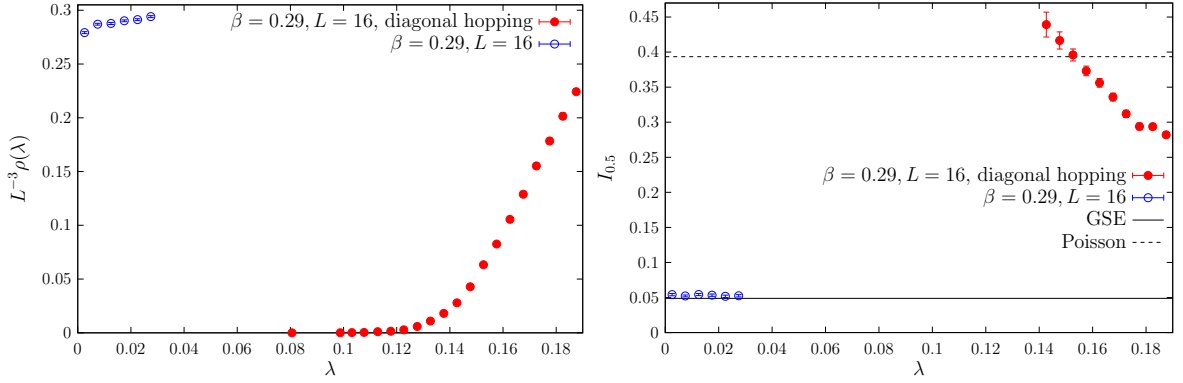 0.3
0.25
0.2
0.15
0.1
0.05
0
L⁻³ρ(λ)
β = 0.29, L = 16, diagonal hopping
β = 0.29, L = 16
0 0.02 0.04 0.06 0.08 0.1 0.12 0.14 0.16 0.18
λ
0.45
0.4
0.35
0.3
0.25
0.2
0.15
0.1
0.05
0
I₀.₅
β = 0.29, L = 16, diagonal hopping
β = 0.29, L = 16
GSE
Poisson
0 0.02 0.04 0.06 0.08 0.1 0.12 0.14 0.16 0.18
λ